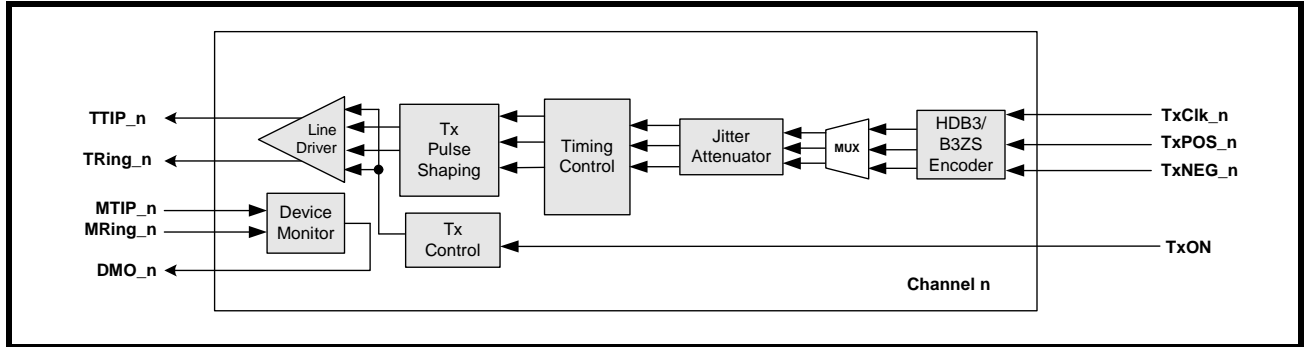 TTIP_n
TRing_n
MTIP_n
MRing_n
DMO_n
Line
Driver
Device
Monitor
Tx
Pulse
Shaping
Tx
Control
Timing
Control
Jitter
Attenuator
MUX
HDB3/
B3ZS
Encoder
TxClk_n
TxPOS_n
TxNEG_n
TxON
Channel n